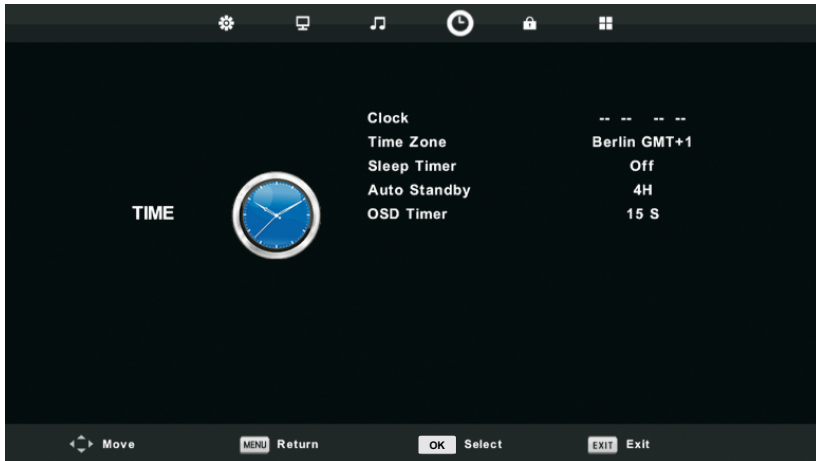 Clock -- -- -- --
Time Zone Berlin GMT+1
Sleep Timer Off
Auto Standby 4H
TIME
OSD Timer 15 S
Move MENU Return OK Select EXIT Exit